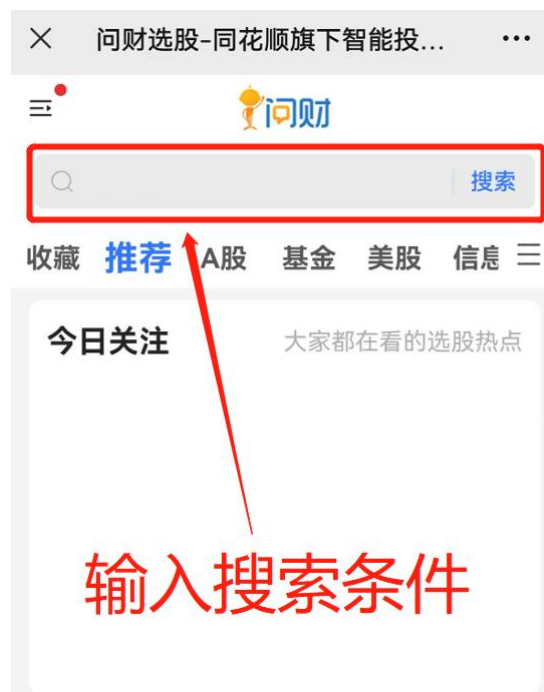 问财选股-同花顺旗下智能投...
问财
搜索
收藏 推荐 A股 基金 美股 信息
今日关注 大家都在看的选股热点
输入搜索条件